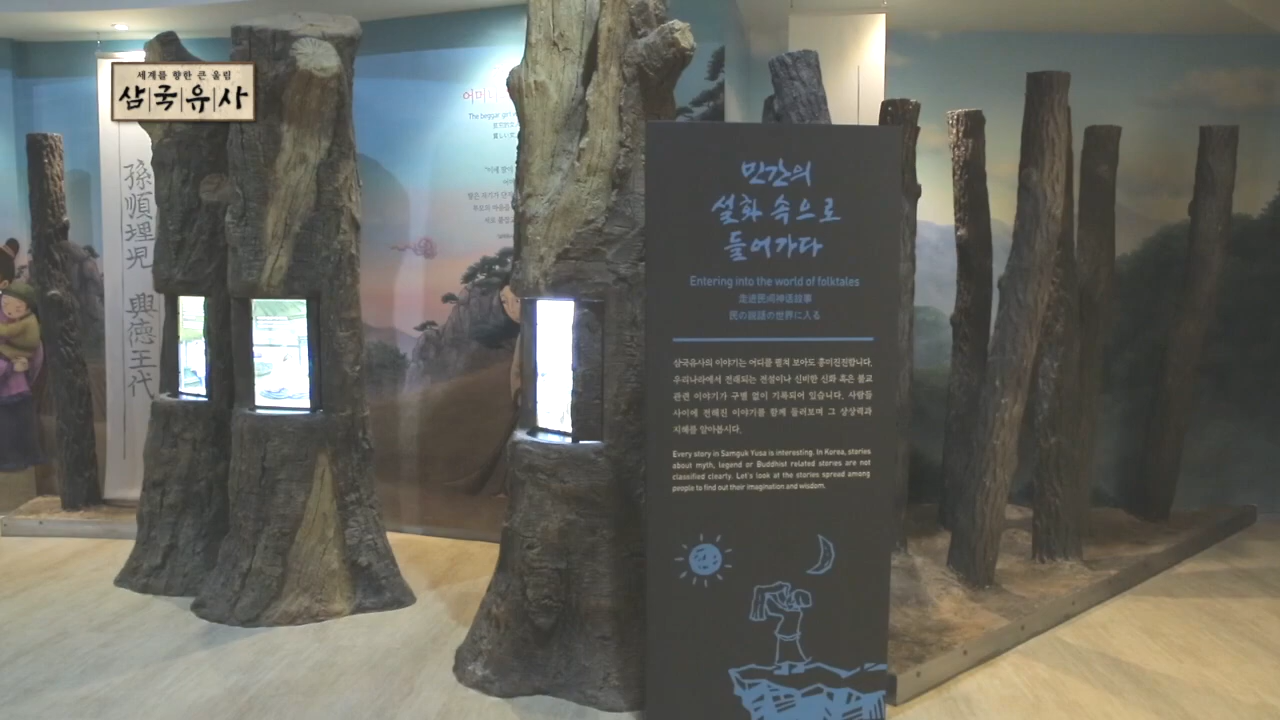 세계를 향한 큰 울림
삼국유사
孫順埋児 興德王代
어머니
The beggar girl
민간의
설화 속으로
들어가다
Entering into the world of folktales
走进民间神话故事
民の説話の世界に入る
삼국유사의 이야기는 어디를 펼쳐 보아도 흥미진진합니다.
우리나라에서 전래되는 전설이나 신비한 신화 혹은 불교
관련 이야기가 구별 없이 기록되어 있습니다. 사람들
사이에 전해진 이야기를 함께 들러보며 그 상상력과
지혜를 알아봅시다.
Every story in Samguk Yusa is interesting. In Korea, stories
about myth, legend or Buddhist related stories are not
classified clearly. Let's look at the stories spread among
people to find out their imagination and wisdom.